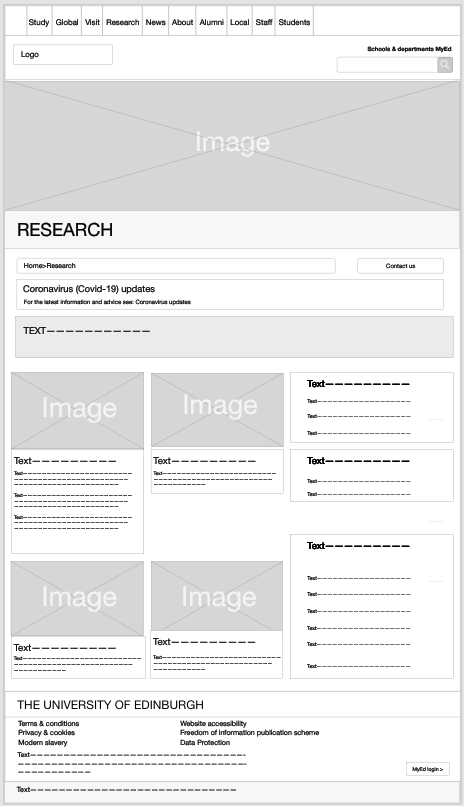 Study Global Visit Research News About Alumni Local Staff Students
Logo
Schools & departments MyEd
Image
RESEARCH
Home>Research
Contact us
Coronavirus (Covid-19) updates
For the latest information and advice see: Coronavirus updates
TEXT———————————
Image
Image
Text—————————
Text—————————
Text—————————
Text—————————
Text—————————
Text—————————
Text—————————
Text—————————
Text—————————
Text—————————
Text—————————
Text—————————
Text—————————
Text—————————
Image
Image
Text—————————
Text—————————
Text—————————
Text—————————
Text—————————
Text—————————
Text—————————
Text—————————
Text—————————
Text—————————
THE UNIVERSITY OF EDINBURGH
Terms & conditions
Website accessibility
Privacy & cookies
Freedom of information publication scheme
Modern slavery
Data Protection
Text—————————
MyEd login >
Text—————————